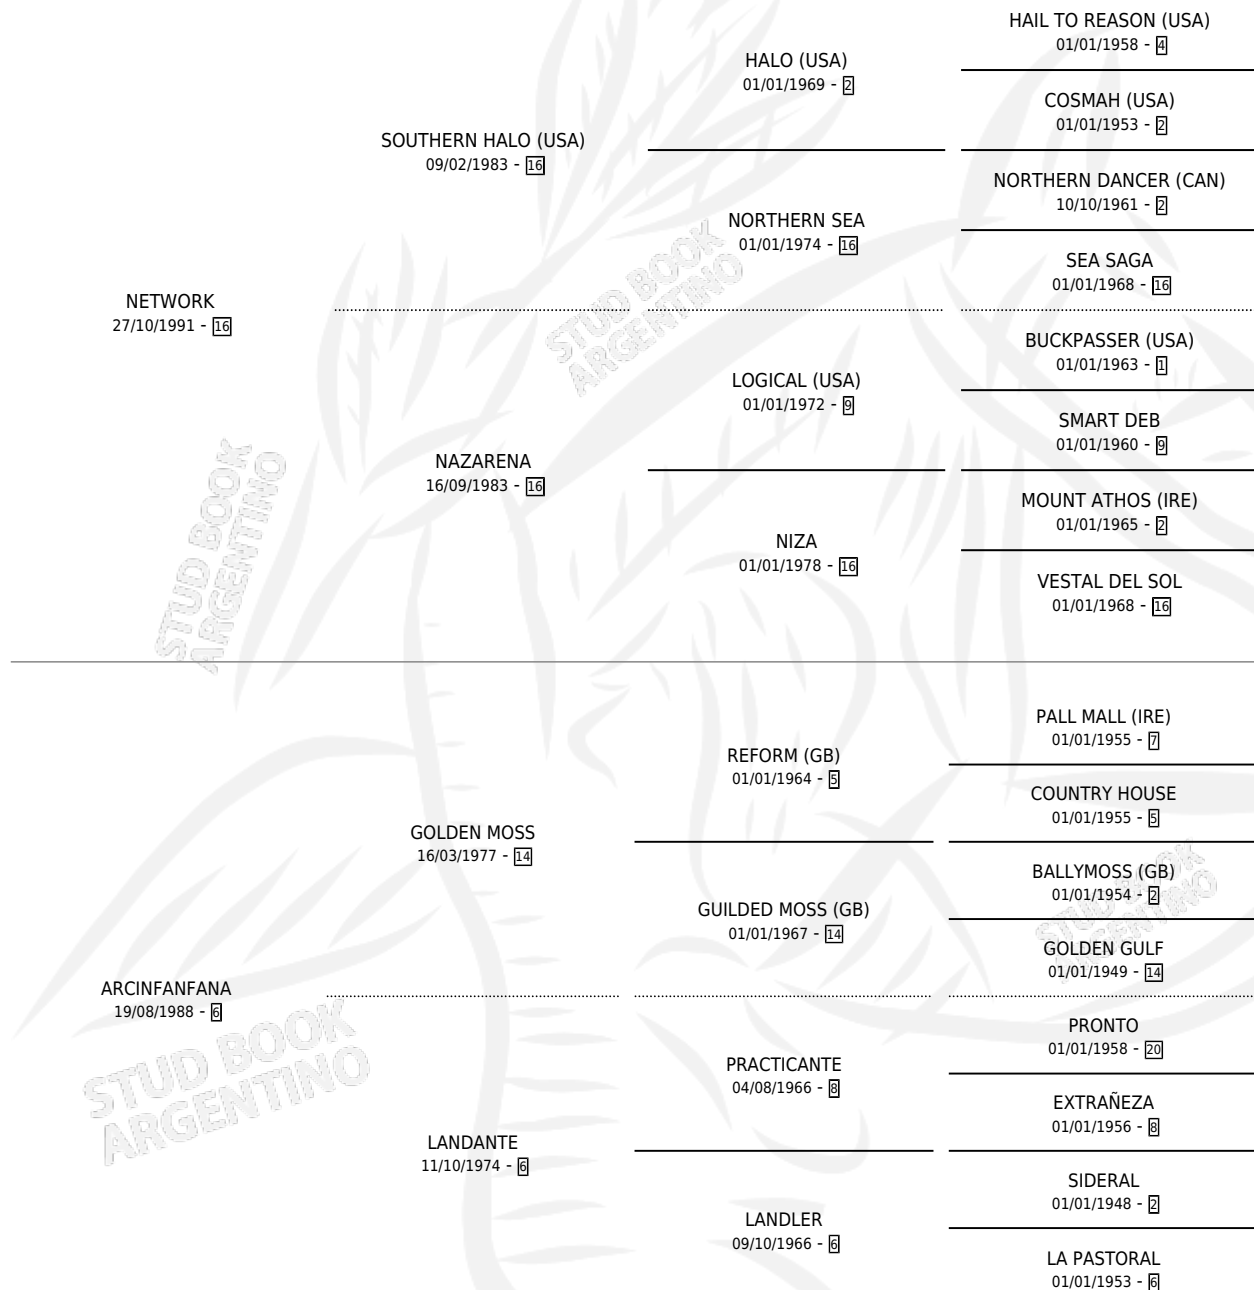 HAIL TO REASON (USA)
01/01/1958 - 4
HALO (USA)
01/01/1969 - 2
COSMAH (USA)
01/01/1953 - 2
SOUTHERN HALO (USA)
09/02/1983 - 16
NORTHERN DANCER (CAN)
10/10/1961 - 2
NORTHERN SEA
01/01/1974 - 16
SEA SAGA
01/01/1968 - 16
NETWORK
27/10/1991 - 16
STUD BOOK
ARGENTINO
BUCKPASSER (USA)
01/01/1963 - 1
LOGICAL (USA)
01/01/1972 - 9
SMART DEB
01/01/1960 - 9
NAZARENA
16/09/1983 - 16
MOUNT ATHOS (IRE)
01/01/1965 - 2
NIZA
01/01/1978 - 16
VESTAL DEL SOL
01/01/1968 - 16
STUD BOOK
ARGENTINO
PALL MALL (IRE)
01/01/1955 - 7
REFORM (GB)
01/01/1964 - 5
COUNTRY HOUSE
01/01/1955 - 5
GOLDEN MOSS
16/03/1977 - 14
BALLYMOSS (GB)
01/01/1954 - 2
GUILDED MOSS (GB)
01/01/1967 - 14
GOLDEN GULF
01/01/1949 - 14
STUD BOOK
ARGENTINO
ARCINFANFANA
19/08/1988 - 6
PRONTO
01/01/1958 - 20
PRACTICANTE
04/08/1966 - 8
EXTRAÑEZA
01/01/1956 - 8
STUD BOOK
ARGENTINO
LANDANTE
11/10/1974 - 6
SIDERAL
01/01/1948 - 2
LANDLER
09/10/1966 - 6
LA PASTORAL
01/01/1953 - 6